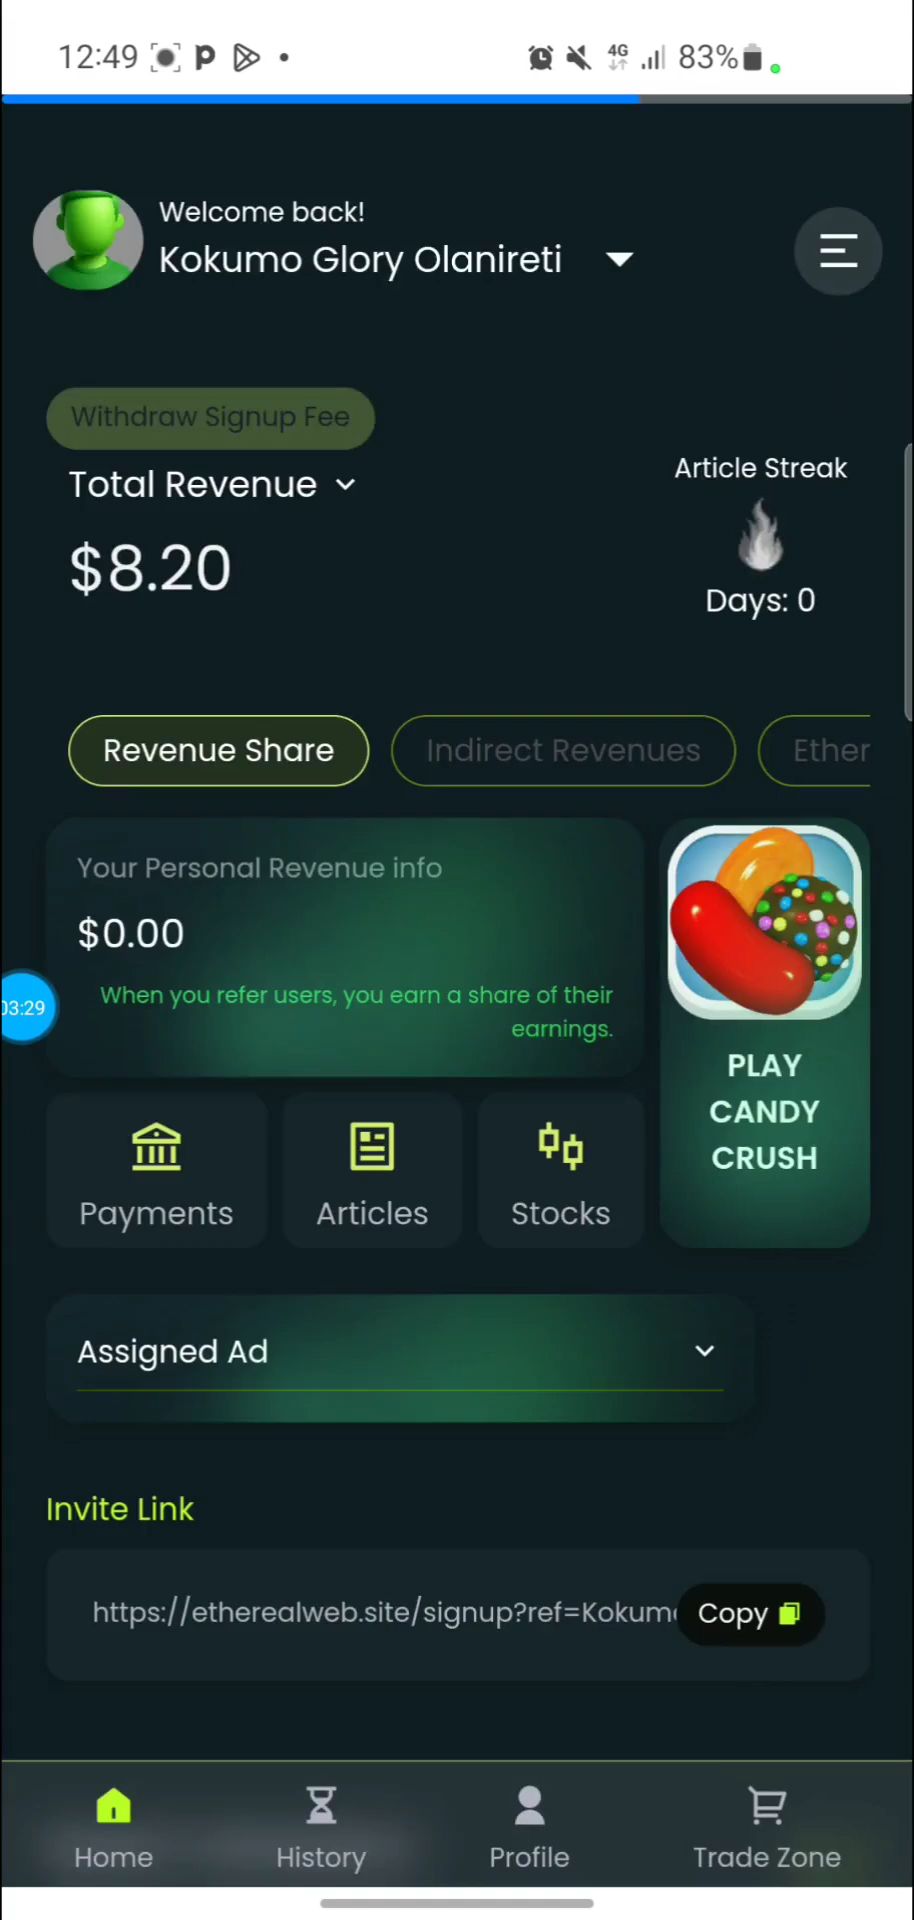 12:49
4G
83%
Welcome back!
Kokumo Glory Olanireti
Withdraw Signup Fee
Total Revenue
$8.20
Article Streak
Days: 0
Revenue Share
Indirect Revenues
Ether
Your Personal Revenue info
$0.00
When you refer users, you earn a share of their
earnings.
03:29
PLAY
CANDY
CRUSH
Payments
Articles
Stocks
Assigned Ad
Invite Link
https://etherealweb.site/signup?ref=Kokum
Copy
Home
History
Profile
Trade Zone